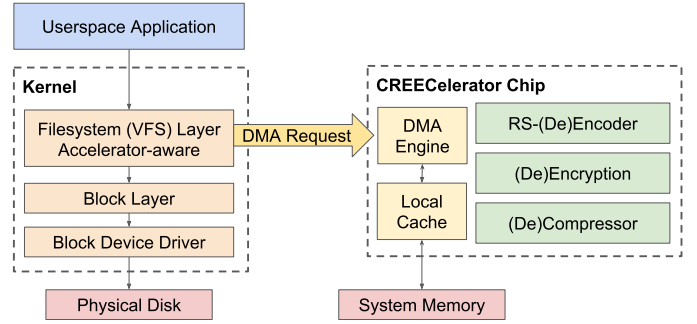 Userspace Application
Kernel
Filesystem (VFS) Layer
Accelerator-aware
Block Layer
Block Device Driver
Physical Disk
DMA Request
CREECelerator Chip
DMA
Engine
Local
Cache
RS-(De)Encoder
(De)Encryption
(De)Compressor
System Memory